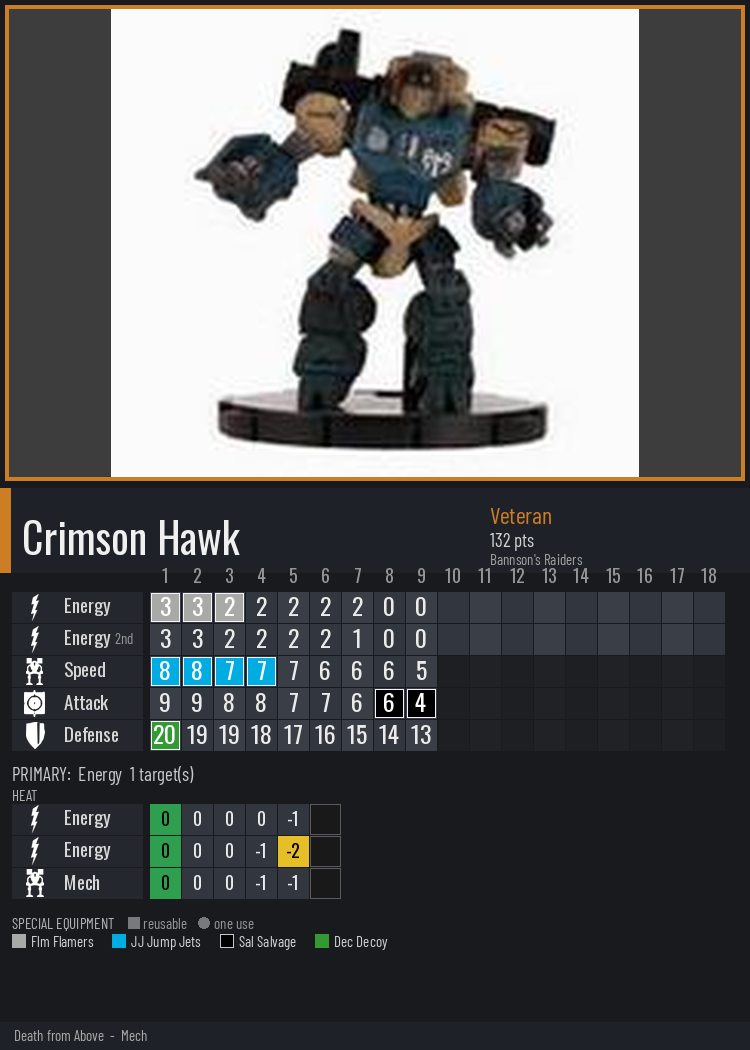 Crimson Hawk
Veteran
132 pts
Bannson's Raiders
1 2 3 4 5 6 7 8 9 10 11 12 13 14 15 16 17 18
Energy 3 3 2 2 2 2 2 0 0
Energy 2nd 3 3 2 2 2 2 1 0 0
Speed 8 8 7 7 7 6 6 6 5
Attack 9 9 8 8 7 7 6 6 4
Defense 20 19 19 18 17 16 15 14 13
PRIMARY: Energy 1 target(s)
HEAT
Energy 0 0 0 0 -1
Energy 0 0 0 -1 -2
Mech 0 0 0 -1 -1
SPECIAL EQUIPMENT reusable one use
Flm Flamers JJ Jump Jets Sal Salvage Dec Decoy
Death from Above - Mech